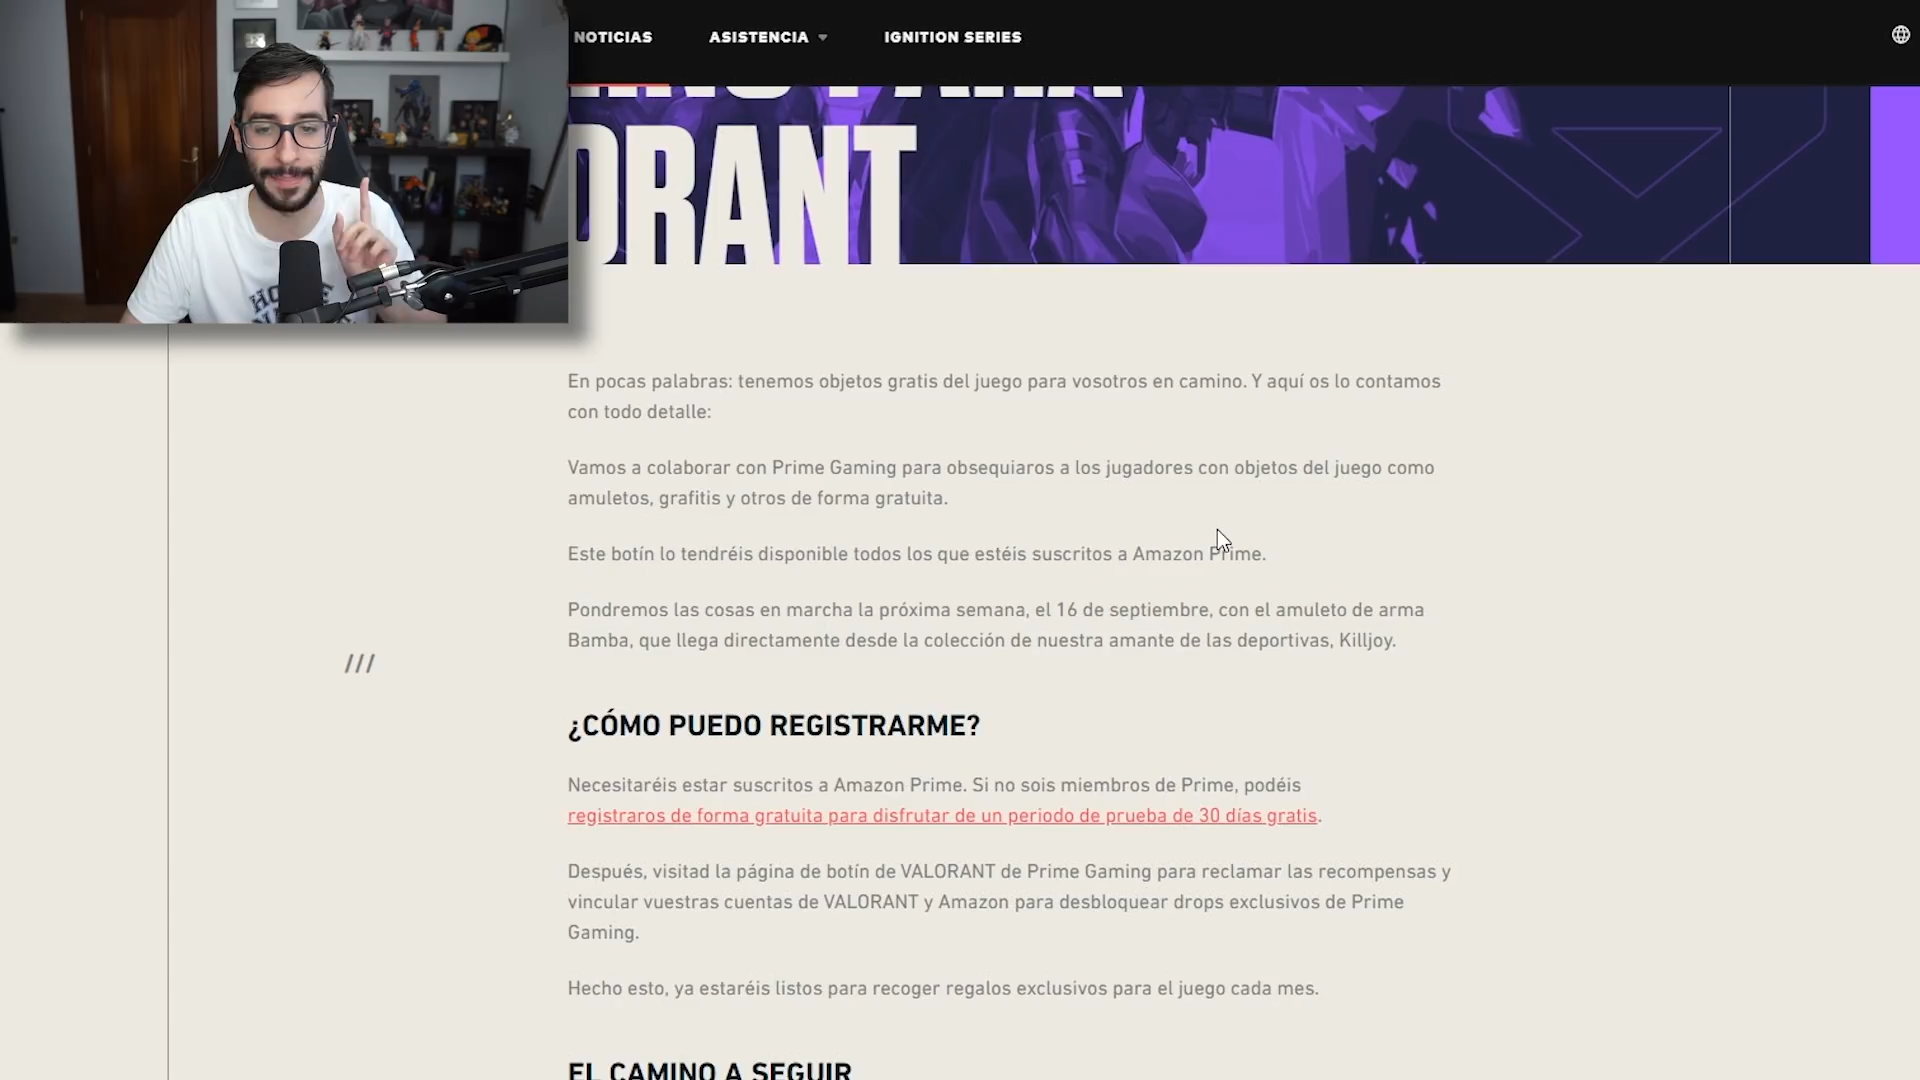 NOTICIAS
ASISTENCIA
IGNITION SERIES
ORANT
En pocas palabras: tenemos objetos gratis del juego para vosotros en camino. Y aquí os lo contamos
con todo detalle:
Vamos a colaborar con Prime Gaming para obsequiaros a los jugadores con objetos del juego como
amuletos, grafitis y otros de forma gratuita.
Este botín lo tendréis disponible todos los que estéis suscritos a Amazon Prime.
Pondremos las cosas en marcha la próxima semana, el 16 de septiembre, con el amuleto de arma
Bamba, que llega directamente desde la colección de nuestra amante de las deportivas, Killjoy.
///
¿CÓMO PUEDO REGISTRARME?
Necesitaréis estar suscritos a Amazon Prime. Si no sois miembros de Prime, podéis
registraros de forma gratuita para disfrutar de un periodo de prueba de 30 días gratis.
Después, visitad la página de botín de VALORANT de Prime Gaming para reclamar las recompensas y
vincular vuestras cuentas de VALORANT y Amazon para desbloquear drops exclusivos de Prime
Gaming.
Hecho esto, ya estaréis listos para recoger regalos exclusivos para el juego cada mes.
EL CAMINO A SEGUIR